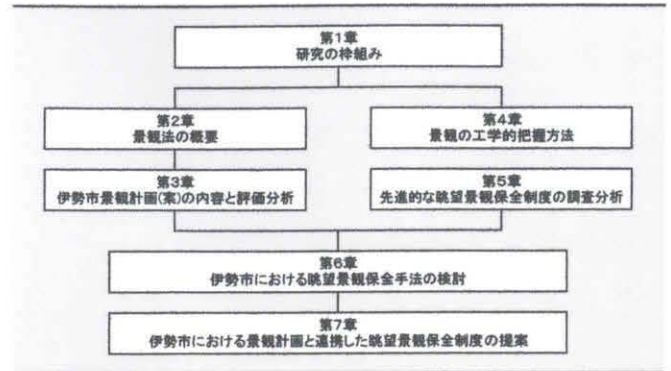 第1章
研究の枠組み
第2章
景観法の概要
第4章
景観の工学的把握方法
第3章
伊勢市景観計画(案)の内容と評価分析
第5章
先進的な眺望景観保全制度の調査分析
第6章
伊勢市における眺望景観保全手法の検討
第7章
伊勢市における景観計画と連携した眺望景観保全制度の提案